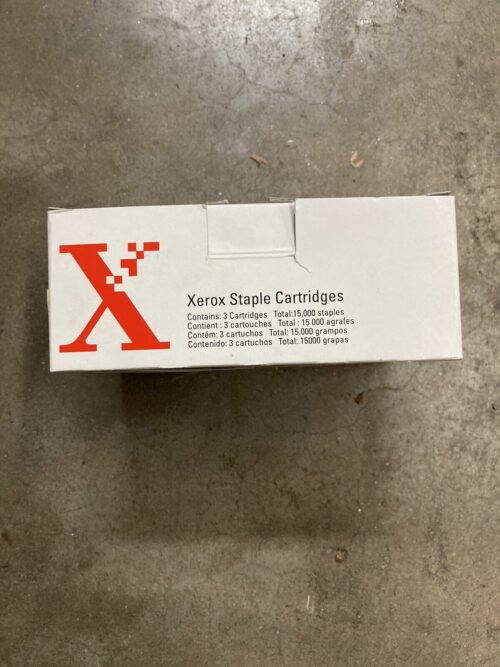 X
Xerox Staple Cartridges
Contains: 3 Cartridges Total:15,000 staples
Contient : 3 cartouches Total : 15 000 agrafes
Contém: 3 cartuchos Total: 15.000 grampos
Contenido: 3 cartuchos Total: 15000 grapas